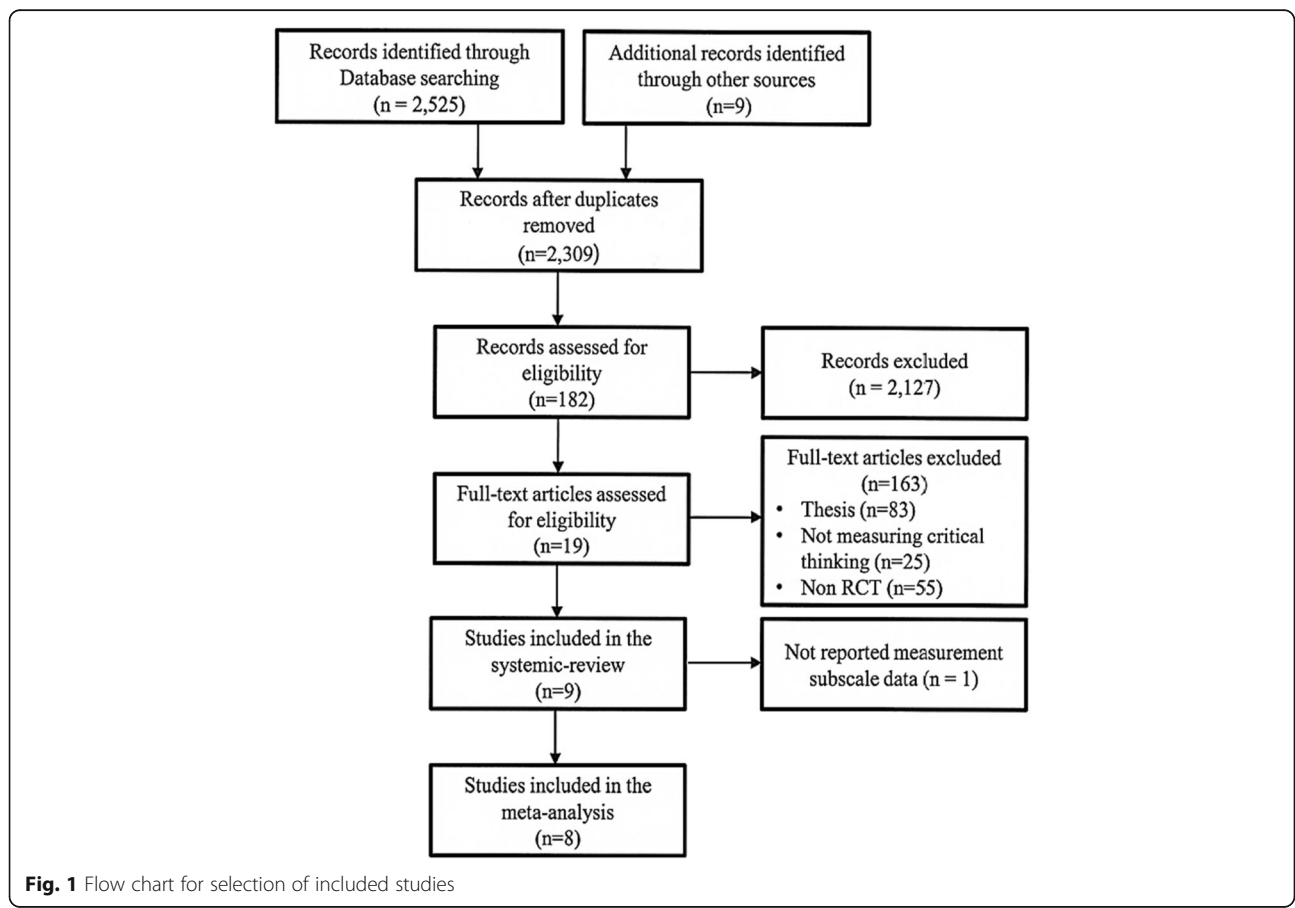 Records identified through
Database searching
(n = 2,525)
Additional records identified
through other sources
(n=9)
Records after duplicates
removed
(n=2,309)
Records assessed for
eligibility
(n=182)
Records excluded
(n = 2,127)
Full-text articles assessed
for eligibility
(n=19)
Full-text articles excluded
(n=163)
• Thesis (n=83)
• Not measuring critical
thinking (n=25)
• Non RCT (n=55)
Studies included in the
systemic-review
(n=9)
Not reported measurement
subscale data (n = 1)
Studies included in the
meta-analysis
(n=8)
Fig. 1 Flow chart for selection of included studies